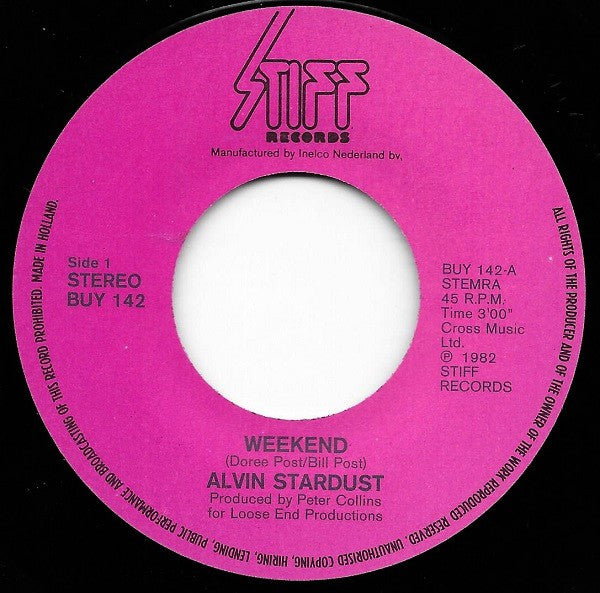 STIFF
RECORDS
Manufactured by Inelco Nederland bv.
Side 1
STEREO
BUY 142
BUY 142-A
STEMRA
45 R.P.M.
Time 3'00"
Cross Music
Ltd.
Ⓟ 1982
STIFF
RECORDS
WEEKEND
(Doree Post/Bill Post)
ALVIN STARDUST
Produced by Peter Collins
for Loose End Productions
ALL RIGHTS OF THE PRODUCER AND OF THE OWNER OF THE WORK REPRODUCED RESERVED. UNAUTHORISED COPYING, HIRING, LENDING, PUBLIC PERFORMANCE AND BROADCASTING OF THIS RECORD PROHIBITED. MADE IN HOLLAND.